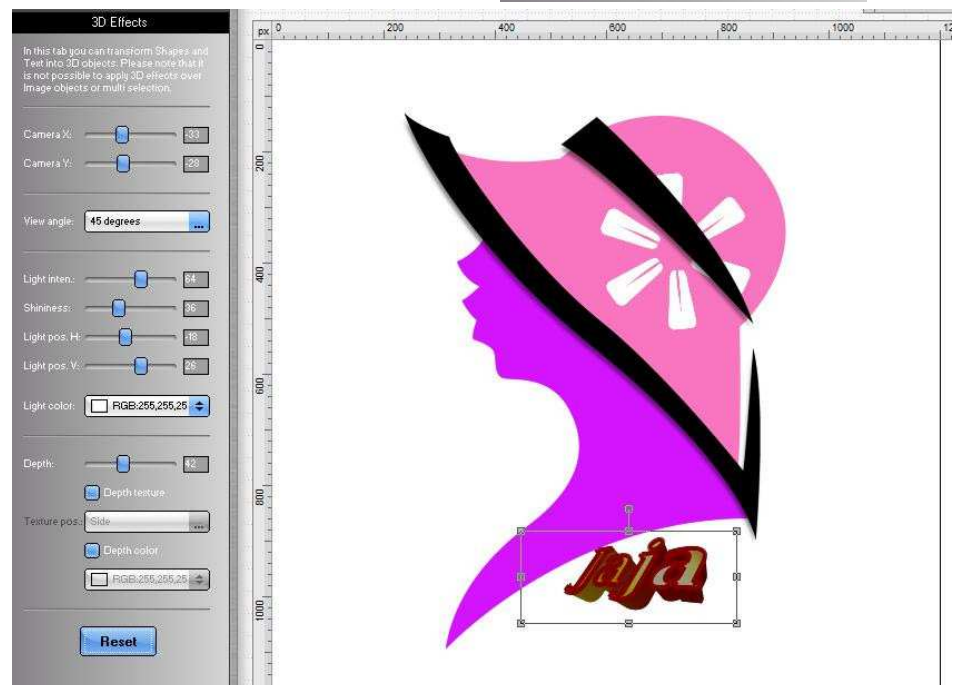 3D Effects
In this tab you can transform Shapes and
Text into 3D objects. Please note that it
is not possible to apply 3D effects over
Image objects or multi selection.
Camera X: -33
Camera Y: -28
View angle: 45 degrees ...
Light inten.: 64
Shininess: 36
Light pos. H: -18
Light pos. V: 26
Light color: RGB:255,255,25
Depth: 42
Depth texture
Texture pos.: Side ...
Depth color
RGB:255,255,25
Reset
px 0 200 400 600 800 1000 12
0
200
400
600
800
1000
Jaja